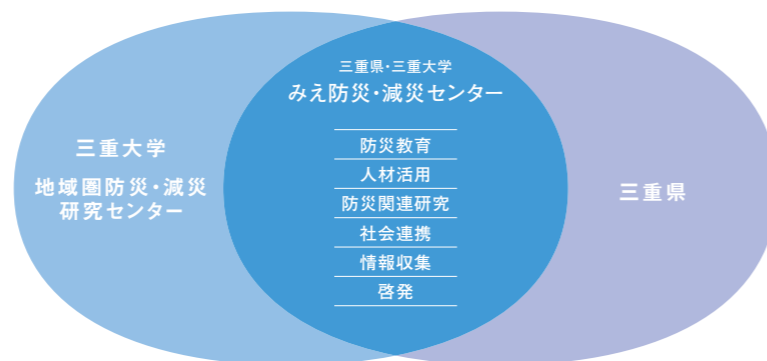 三重大学
地域圏防災・減災
研究センター
三重県・三重大学
みえ防災・減災センター
防災教育
人材活用
防災関連研究
社会連携
情報収集
啓発
三重県